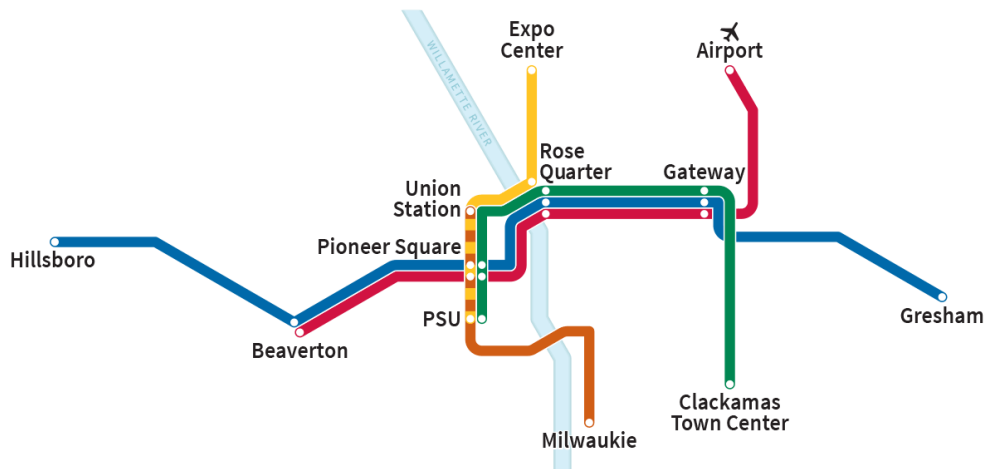 Expo
Center
Airport
WILLAMETTE RIVER
Rose
Quarter
Gateway
Union
Station
Pioneer Square
Hillsboro
PSU
Beaverton
Gresham
Clackamas
Town Center
Milwaukie